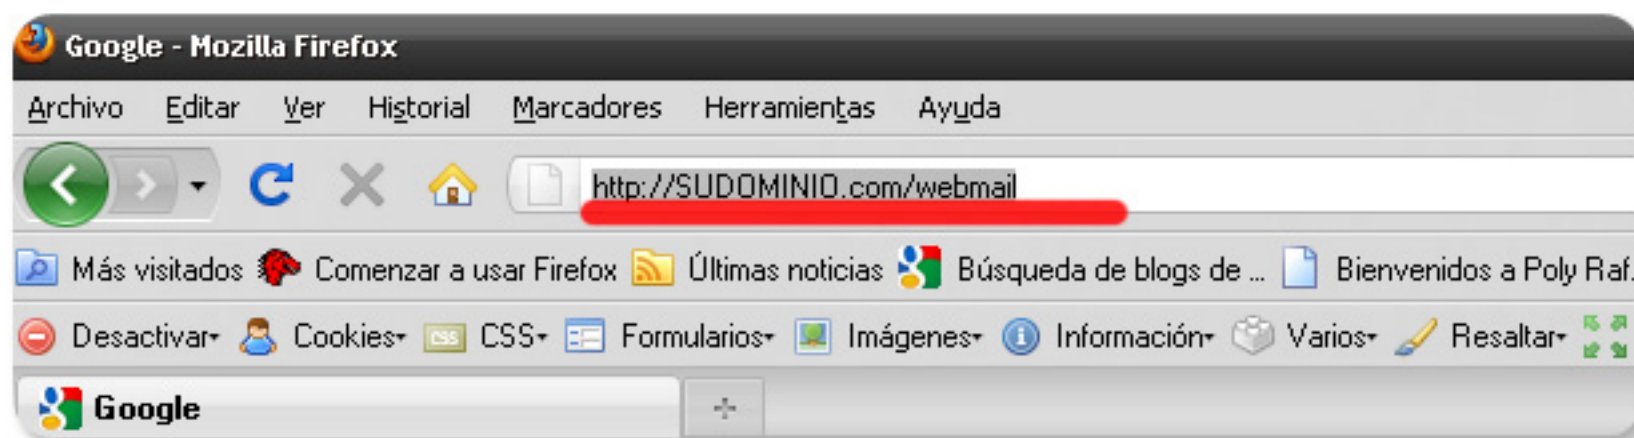 Google - Mozilla Firefox
Archivo Editar Ver Historial Marcadores Herramientas Ayuda
http://SUDOMINIO.com/webmail
Más visitados Comenzar a usar Firefox Últimas noticias Búsqueda de blogs de ... Bienvenidos a Poly Raf.
Desactivar CSS Cookies CSS Formularios Imágenes Información Varios Resaltar
Google